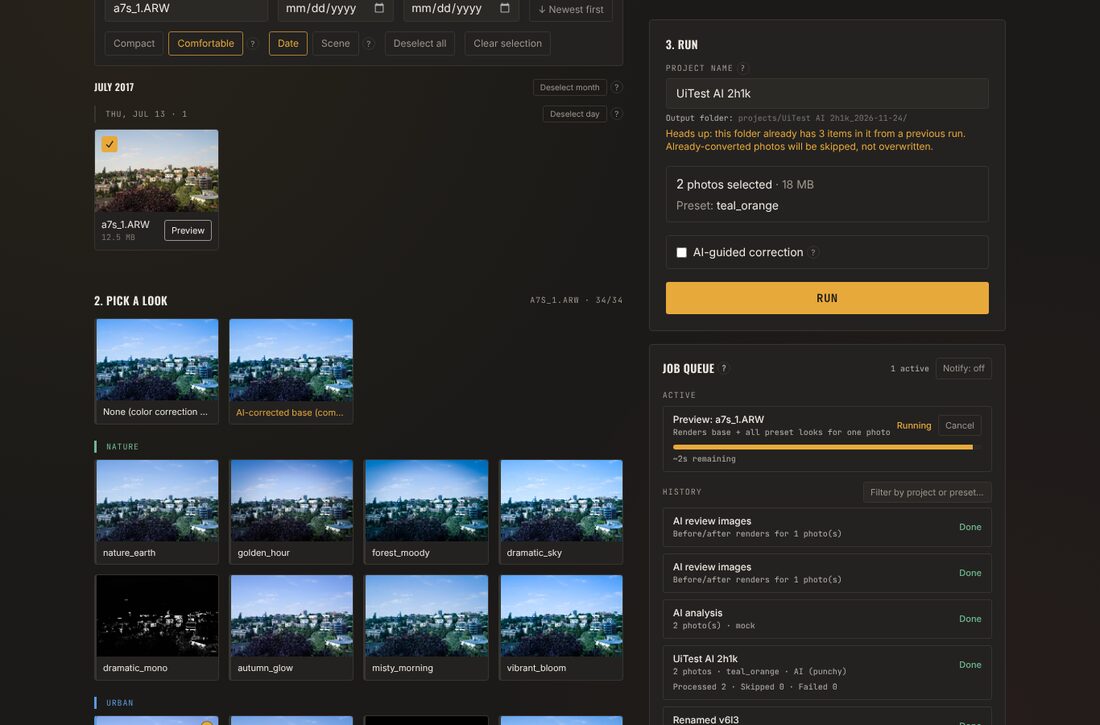 a7s_1.ARW
mm/dd/yyyy
mm/dd/yyyy
↓ Newest first
Compact
Comfortable
?
Date
Scene
?
Deselect all
Clear selection
JULY 2017
Deselect month
?
THU, JUL 13 · 1
Deselect day
?
a7s_1.ARW
12.5 MB
Preview
2. PICK A LOOK
A7S_1.ARW · 34/34
None (color correction ...
AI-corrected base (com...
NATURE
nature_earth
golden_hour
forest_moody
dramatic_sky
dramatic_mono
autumn_glow
misty_morning
vibrant_bloom
URBAN
3. RUN
PROJECT NAME ?
UiTest AI 2h1k
Output folder: projects/UiTest AI 2h1k_2026-11-24/
Heads up: this folder already has 3 items in it from a previous run.
Already-converted photos will be skipped, not overwritten.
2 photos selected · 18 MB
Preset: teal_orange
AI-guided correction ?
RUN
JOB QUEUE ?
1 active
Notify: off
ACTIVE
Preview: a7s_1.ARW
Renders base + all preset looks for one photo
Running
Cancel
~2s remaining
HISTORY
Filter by project or preset...
AI review images
Before/after renders for 1 photo(s)
Done
AI review images
Before/after renders for 1 photo(s)
Done
AI analysis
2 photo(s) · mock
Done
UiTest AI 2h1k
2 photos · teal_orange · AI (punchy)
Processed 2 · Skipped 0 · Failed 0
Done
Renamed v6l3